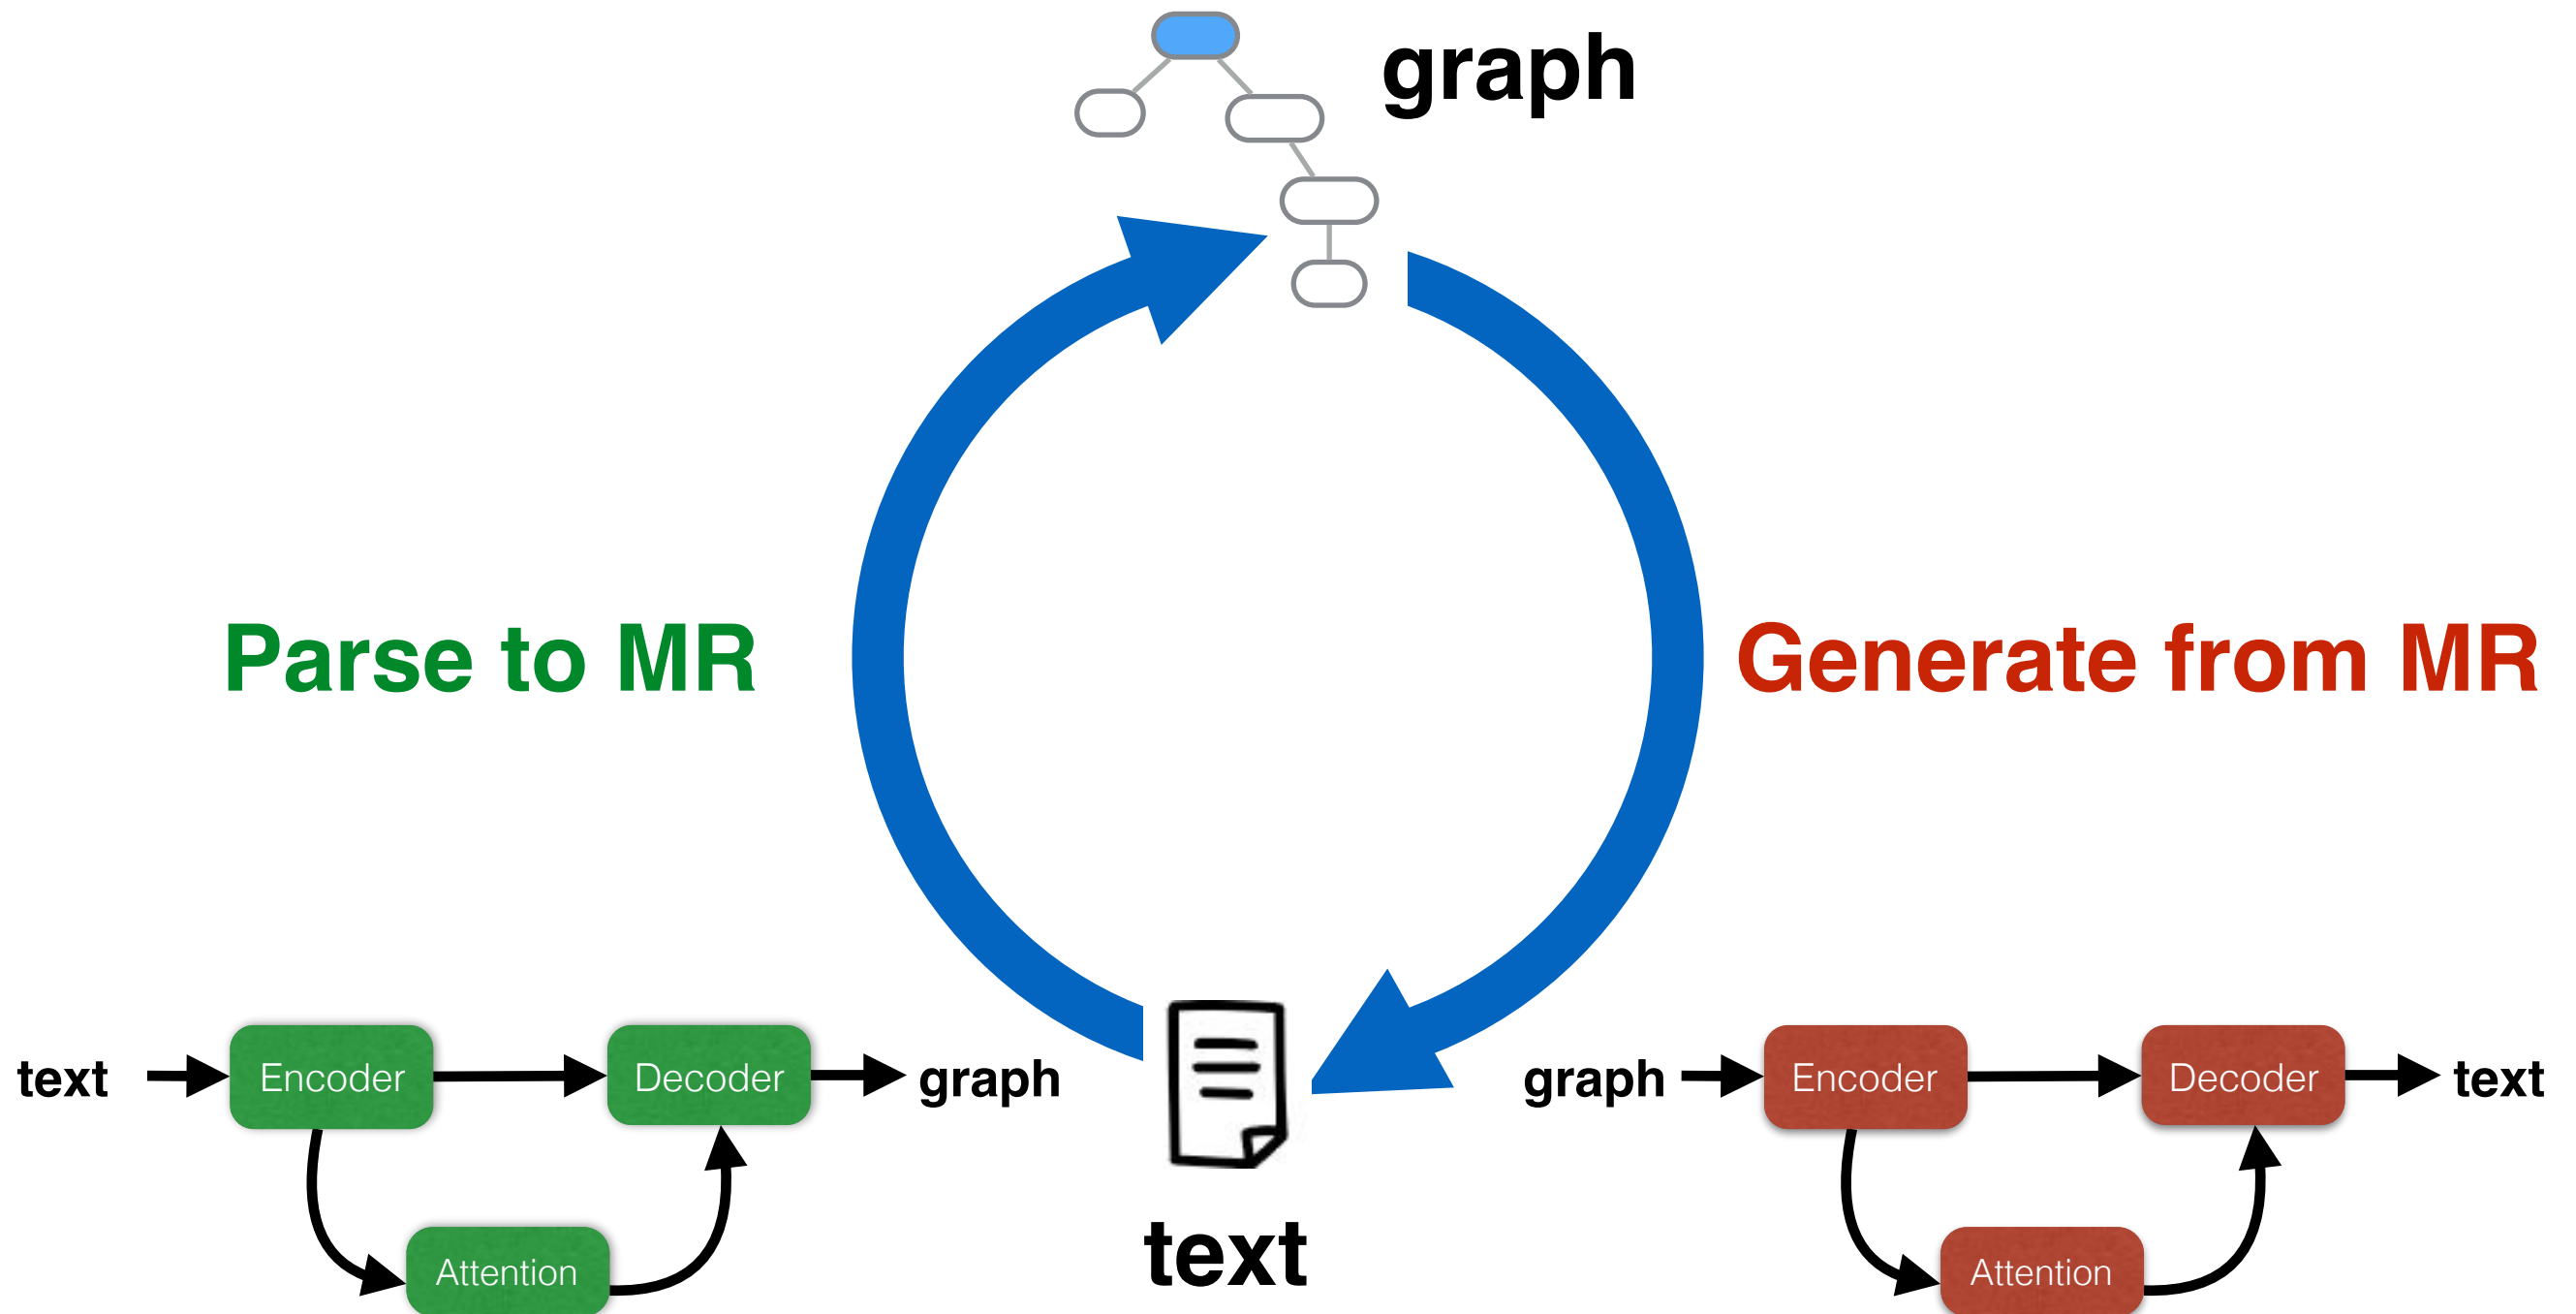 graph
Parse to MR
Generate from MR
text
Encoder
Decoder
graph
Attention
text
graph
Encoder
Decoder
text
Attention